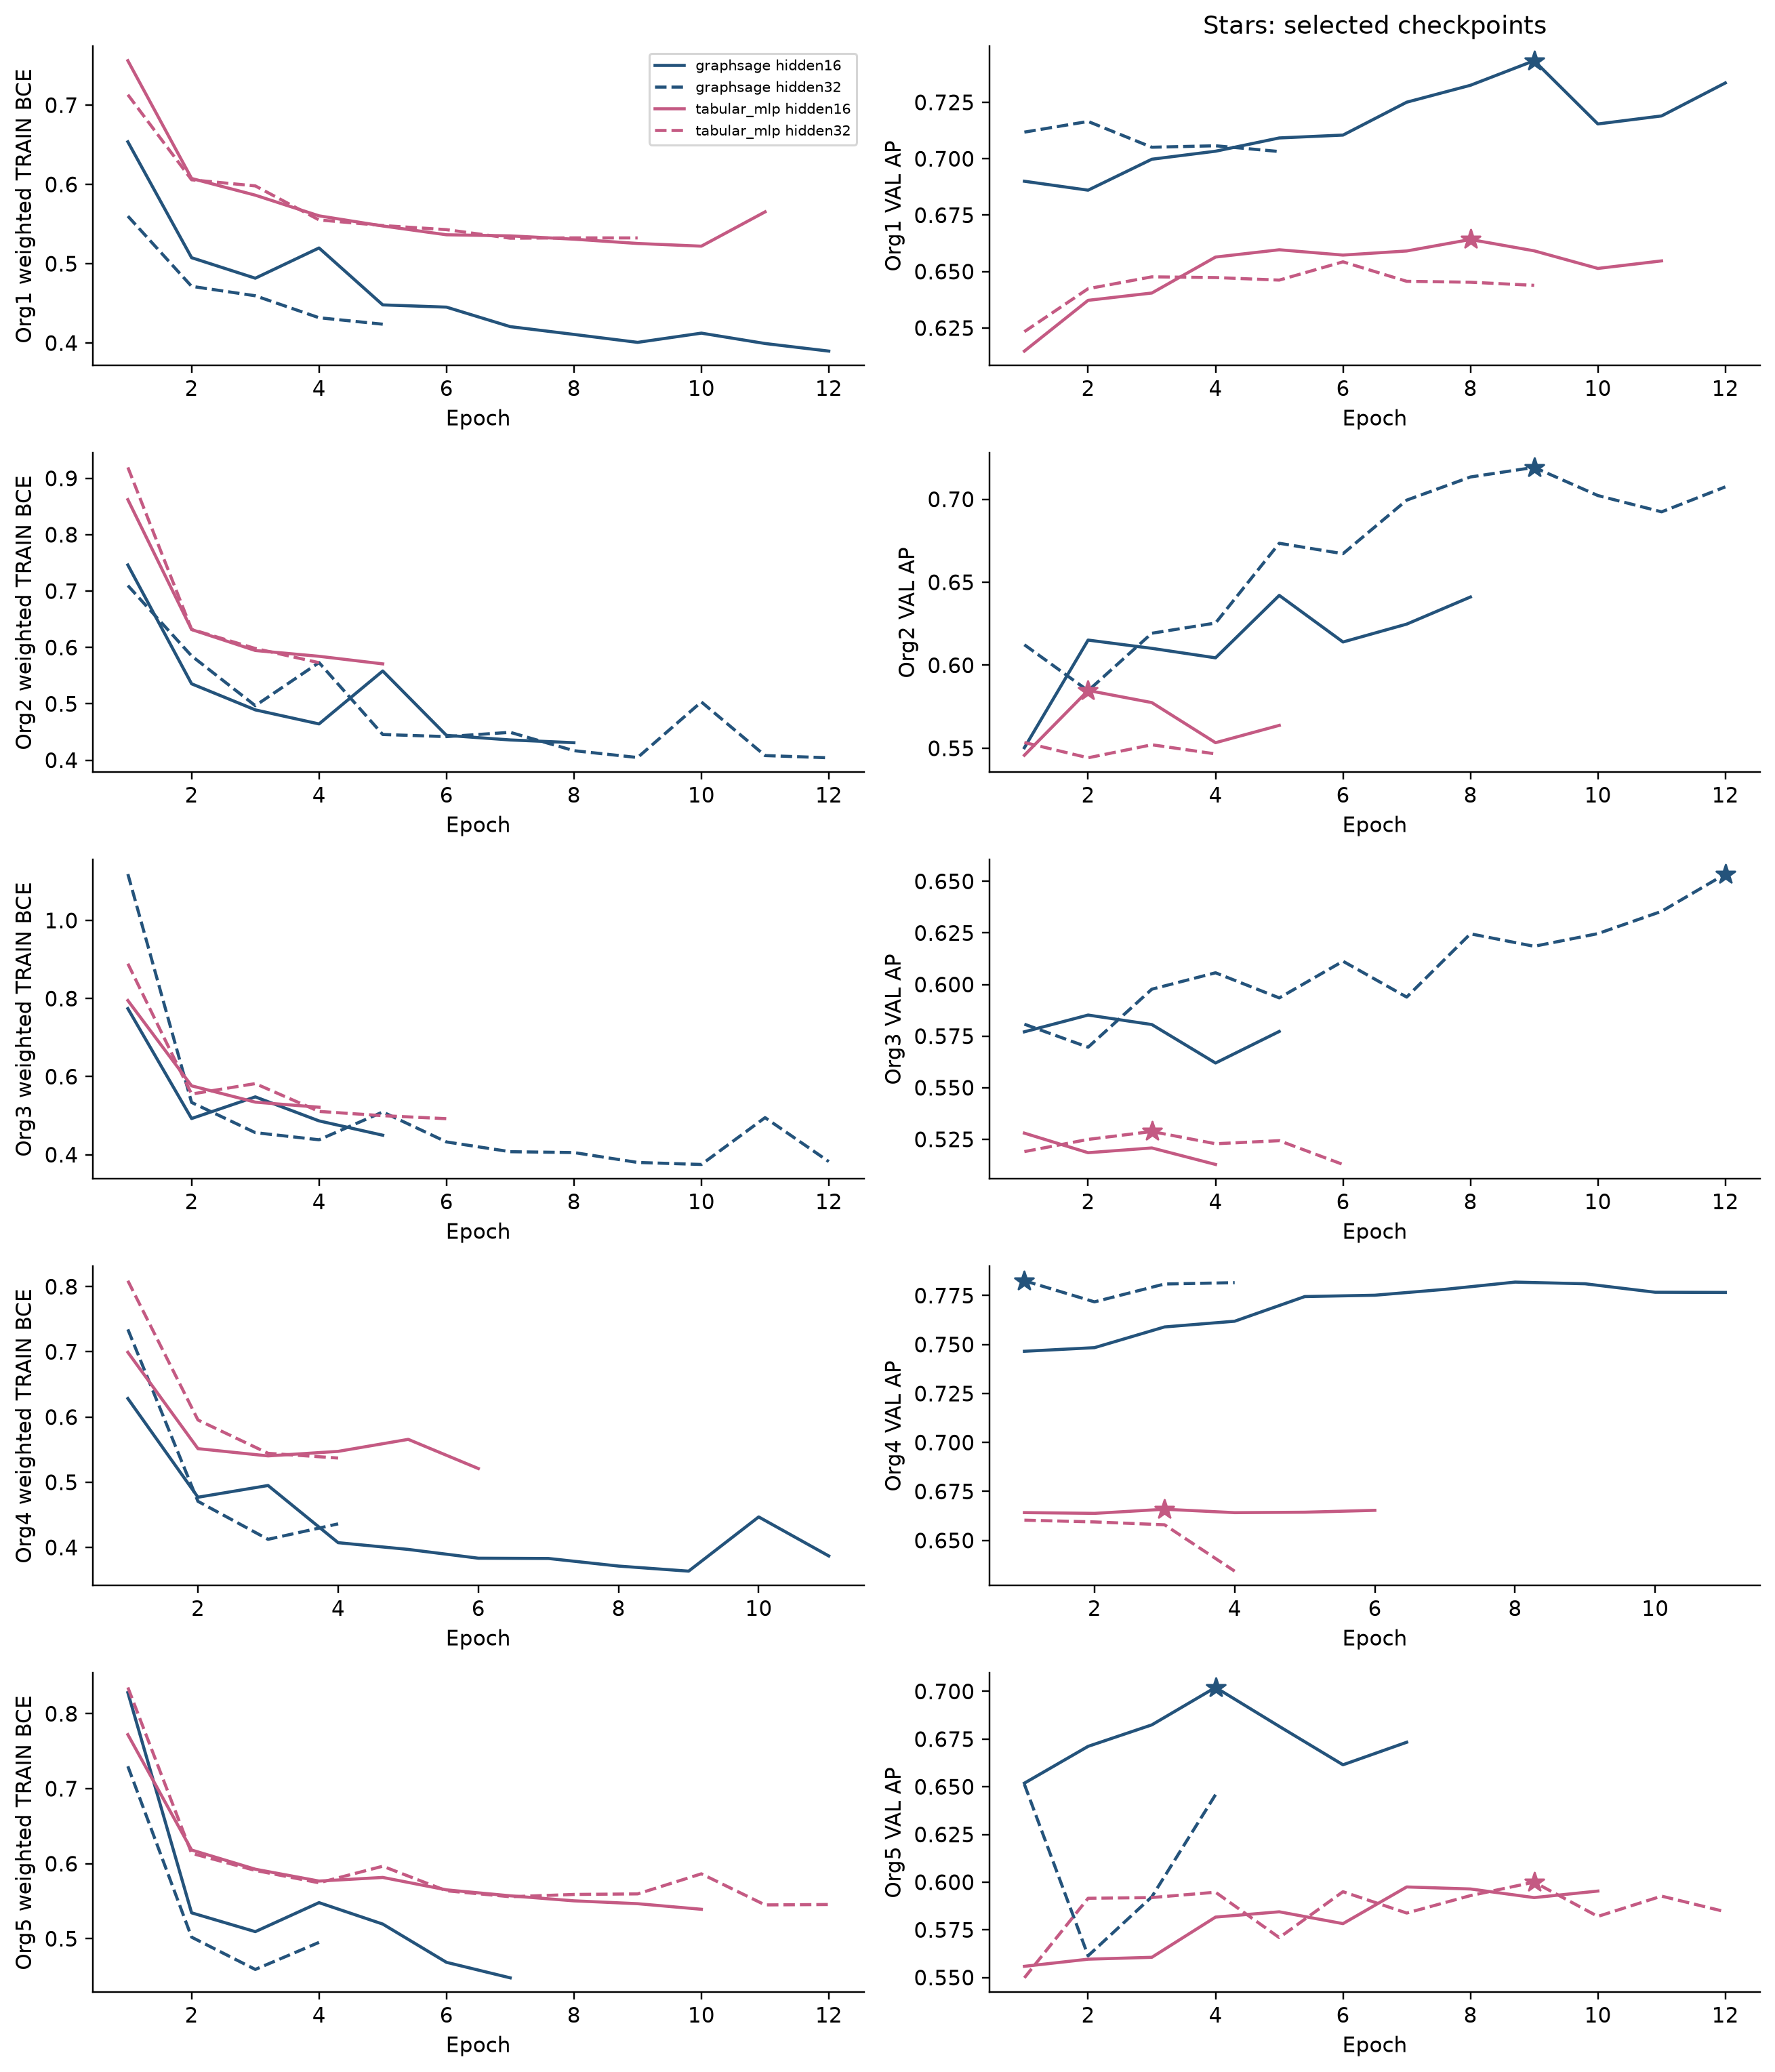 Stars: selected checkpoints
Org1 weighted TRAIN BCE
0.7
0.6
0.5
0.4
2 4 6 8 10 12
Epoch
graphsage hidden16
graphsage hidden32
tabular_mlp hidden16
tabular_mlp hidden32
Org1 VAL AP
0.725
0.700
0.675
0.650
0.625
2 4 6 8 10 12
Epoch
Org2 weighted TRAIN BCE
0.9
0.8
0.7
0.6
0.5
0.4
2 4 6 8 10 12
Epoch
Org2 VAL AP
0.70
0.65
0.60
0.55
2 4 6 8 10 12
Epoch
Org3 weighted TRAIN BCE
1.0
0.8
0.6
0.4
2 4 6 8 10 12
Epoch
Org3 VAL AP
0.650
0.625
0.600
0.575
0.550
0.525
2 4 6 8 10 12
Epoch
Org4 weighted TRAIN BCE
0.8
0.7
0.6
0.5
0.4
2 4 6 8 10
Epoch
Org4 VAL AP
0.775
0.750
0.725
0.700
0.675
0.650
2 4 6 8 10
Epoch
Org5 weighted TRAIN BCE
0.8
0.7
0.6
0.5
2 4 6 8 10 12
Epoch
Org5 VAL AP
0.700
0.675
0.650
0.625
0.600
0.575
0.550
2 4 6 8 10 12
Epoch